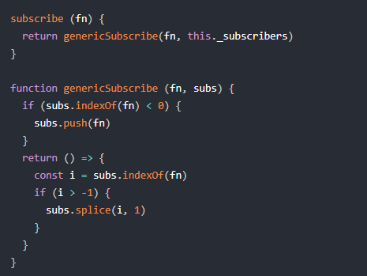 subscribe (fn) {
  return genericSubscribe(fn, this._subscribers)
}

function genericSubscribe (fn, subs) {
  if (subs.indexOf(fn) < 0) {
    subs.push(fn)
  }
  return () => {
    const i = subs.indexOf(fn)
    if (i > -1) {
      subs.splice(i, 1)
    }
  }
}